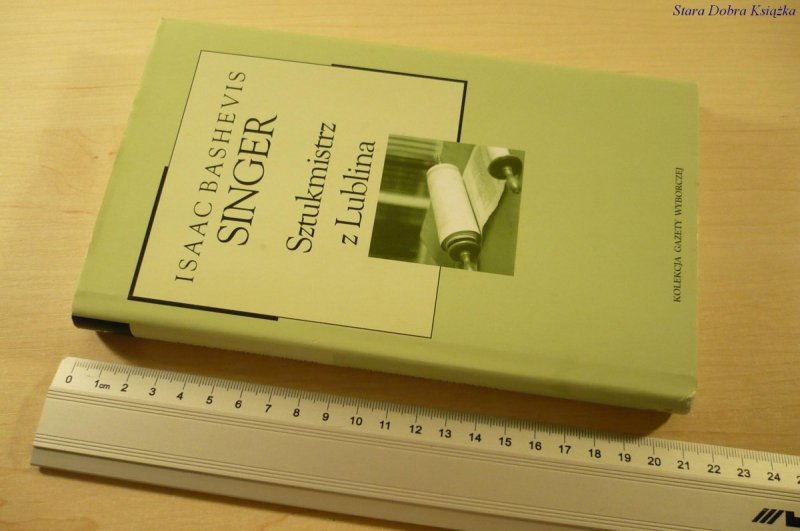 Stara Dobra Książka
ISAAC BASHEVIS
SINGER
Sztukmistrz
z Lublina
KOLEKCJA GAZETY WYBORCZEJ
0 1cm 2 3 4 5 6 7 8 9 10 11 12 13 14 15 16 17 18 19 20 21 22 23 24